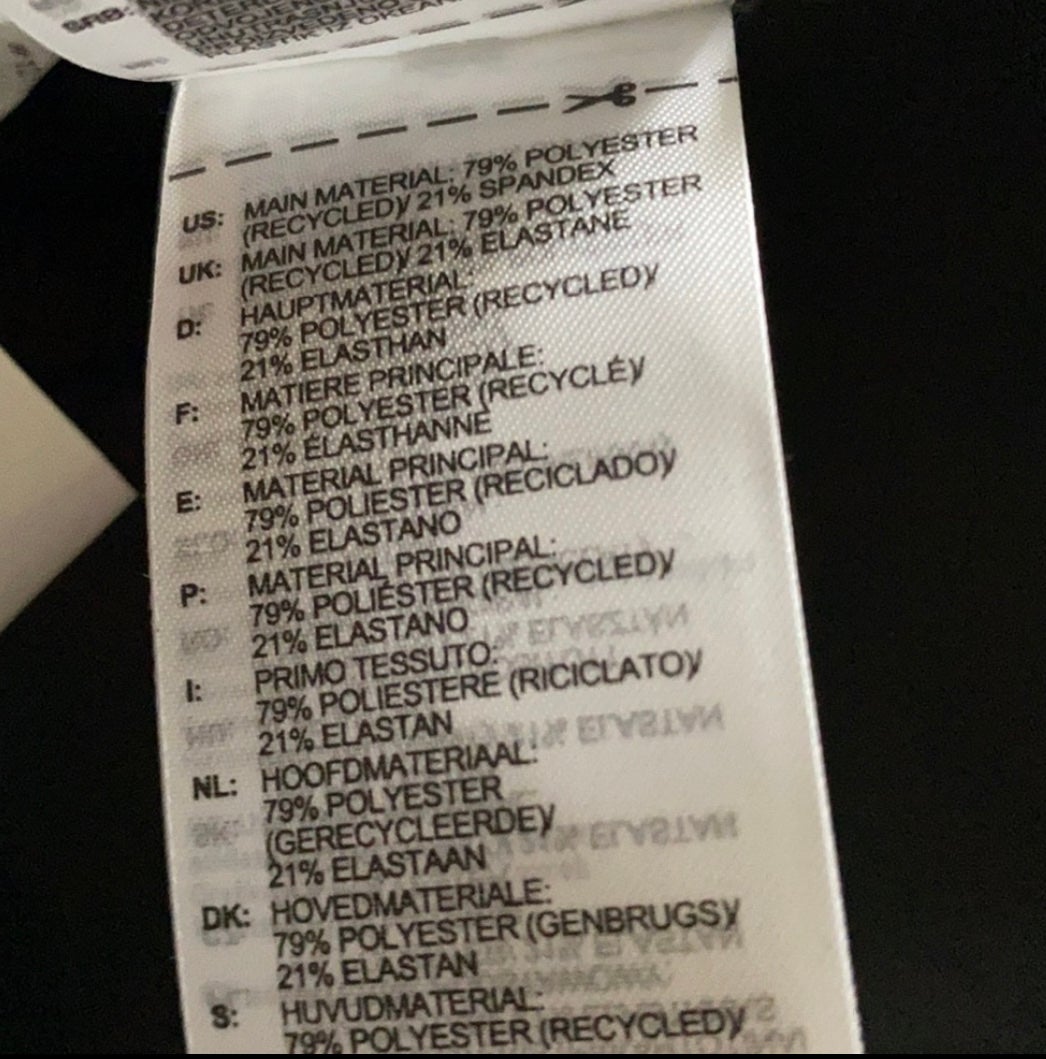 SRB:
US: MAIN MATERIAL: 79% POLYESTER
(RECYCLED)/ 21% SPANDEX
UK: MAIN MATERIAL: 79% POLYESTER
(RECYCLED)/ 21% ELASTANE
D: HAUPTMATERIAL:
79% POLYESTER (RECYCLED)/
21% ELASTHAN
F: MATIERE PRINCIPALE:
79% POLYESTER (RECYCLÉ)/
21% ÉLASTHANNE
E: MATERIAL PRINCIPAL:
79% POLIESTER (RECICLADO)/
21% ELASTANO
P: MATERIAL PRINCIPAL:
79% POLIÉSTER (RECYCLED)/
21% ELASTANO
I: PRIMO TESSUTO:
79% POLIESTERE (RICICLATO)/
21% ELASTAN
NL: HOOFDMATERIAAL:
79% POLYESTER
(GERECYCLEERDE)/
21% ELASTAAN
DK: HOVEDMATERIALE:
79% POLYESTER (GENBRUGS)/
21% ELASTAN
S: HUVUDMATERIAL:
79% POLYESTER (RECYCLED)/